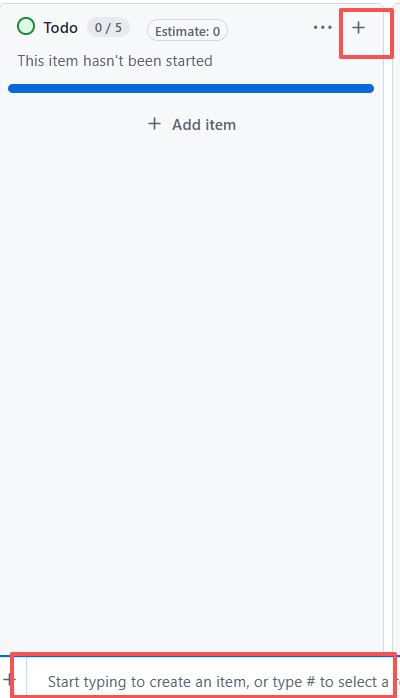 Todo 0 / 5 Estimate: 0 ... +
This item hasn't been started
+ Add item
+ Start typing to create an item, or type # to select a